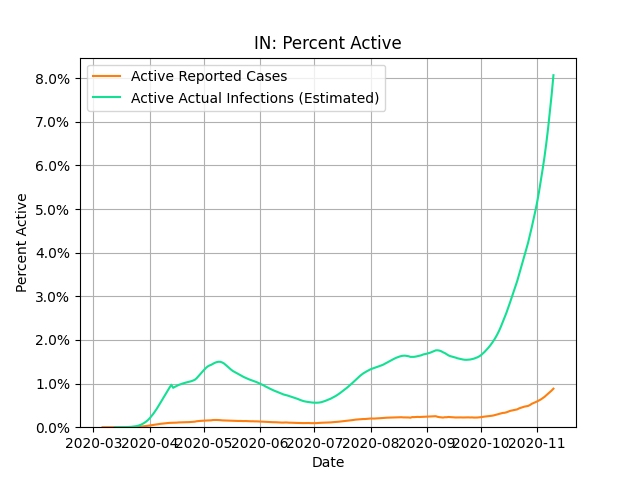 IN: Percent Active
Active Reported Cases
Active Actual Infections (Estimated)
8.0%
7.0%
6.0%
5.0%
4.0%
3.0%
2.0%
1.0%
0.0%
Percent Active
2020-03 2020-04 2020-05 2020-06 2020-07 2020-08 2020-09 2020-10 2020-11
Date